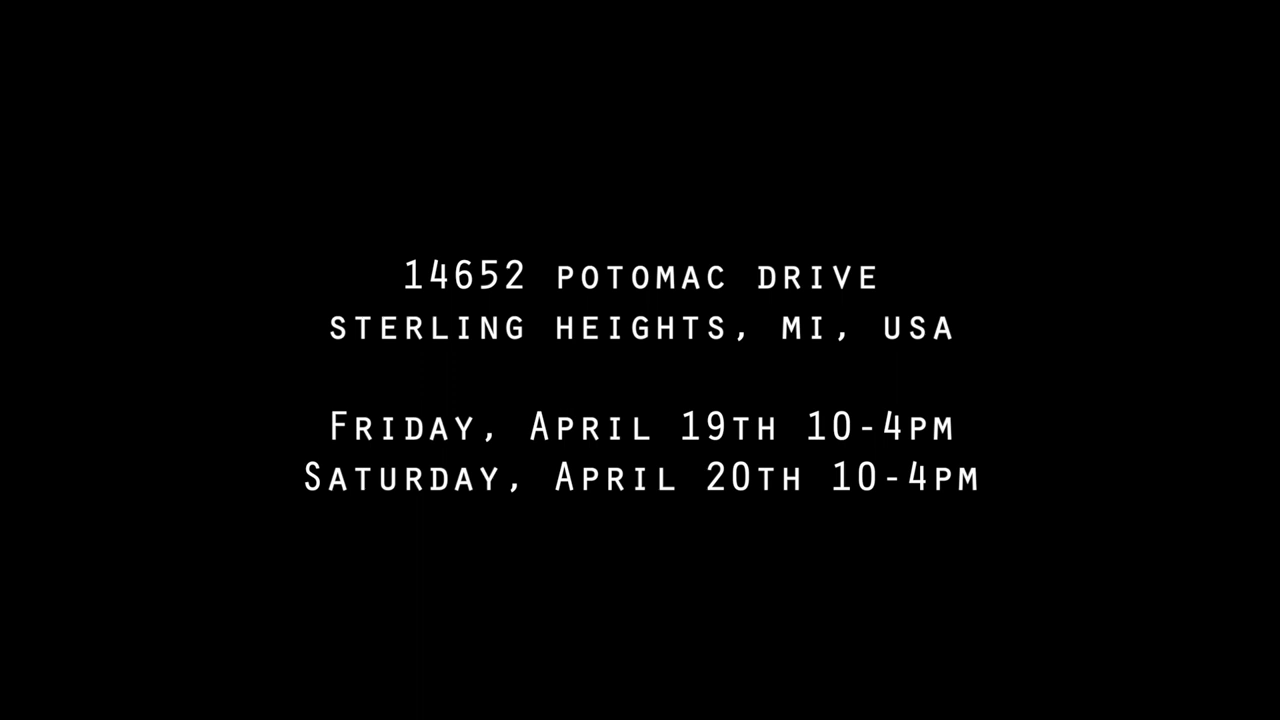 14652 POTOMAC DRIVE
STERLING HEIGHTS, MI, USA
FRIDAY, APRIL 19TH 10-4PM
SATURDAY, APRIL 20TH 10-4PM